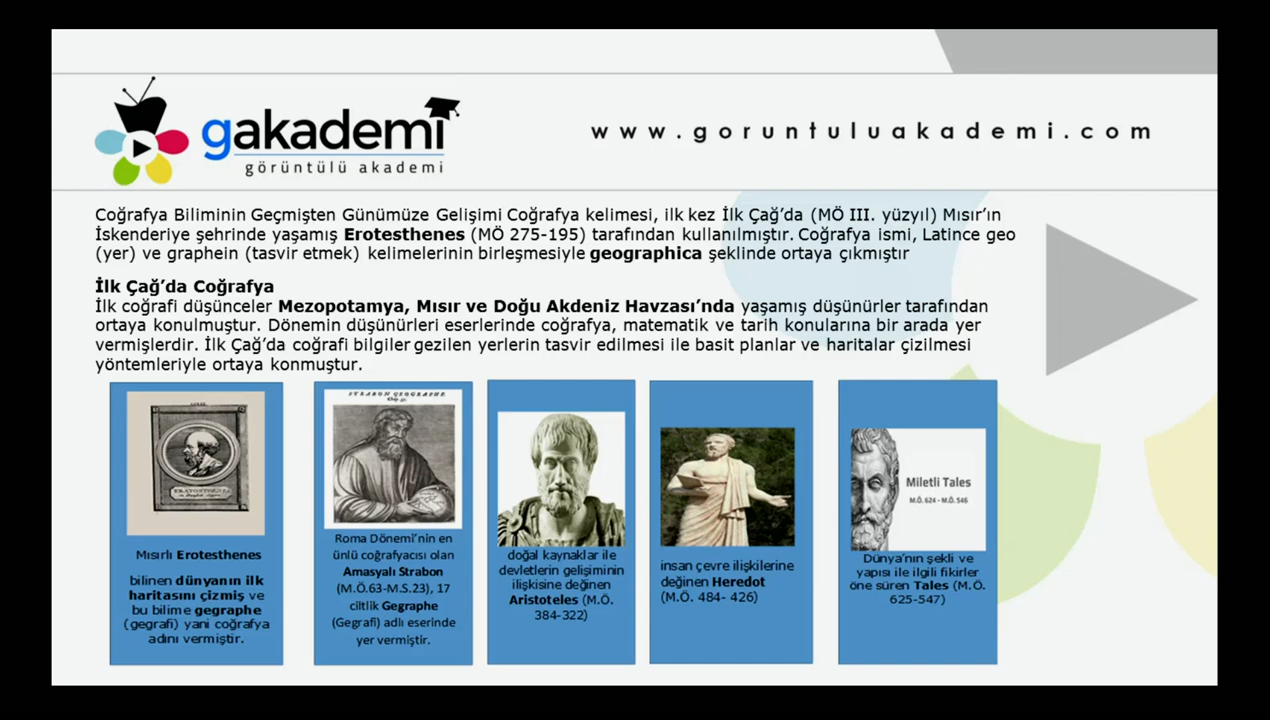 gakademi
görüntülü akademi
www.goruntuluakademi.com
Coğrafya Biliminin Geçmişten Günümüze Gelişimi Coğrafya kelimesi, ilk kez İlk Çağ’da (MÖ III. yüzyıl) Mısır’ın
İskenderiye şehrinde yaşamış Erotesthenes (MÖ 275-195) tarafından kullanılmıştır. Coğrafya ismi, Latince geo
(yer) ve graphein (tasvir etmek) kelimelerinin birleşmesiyle geographica şeklinde ortaya çıkmıştır
İlk Çağ’da Coğrafya
İlk coğrafi düşünceler Mezopotamya, Mısır ve Doğu Akdeniz Havzası’nda yaşamış düşünürler tarafından
ortaya konulmuştur. Dönemin düşünürleri eserlerinde coğrafya, matematik ve tarih konularına bir arada yer
vermişlerdir. İlk Çağ’da coğrafi bilgiler gezilen yerlerin tasvir edilmesi ile basit planlar ve haritalar çizilmesi
yöntemleriyle ortaya konmuştur.
Mısırlı Erotesthenes
bilinen dünyanın ilk
haritasını çizmiş ve
bu bilime gegraphe
(gegrafi) yani coğrafya
adını vermiştir.
STRABON GEOGRAPHE
Roma Dönemi’nin en
ünlü coğrafyacısı olan
Amasyalı Strabon
(M.Ö.63-M.S.23), 17
ciltlik Gegraphe
(Gegrafi) adlı eserinde
yer vermiştir.
doğal kaynaklar ile
devletlerin gelişiminin
ilişkisine değinen
Aristoteles (M.Ö.
384-322)
insan çevre ilişkilerine
değinen Heredot
(M.Ö. 484- 426)
Miletli Tales
M.Ö. 624 - M.Ö. 546
Dünya’nın şekli ve
yapısı ile ilgili fikirler
öne süren Tales (M.Ö.
625-547)